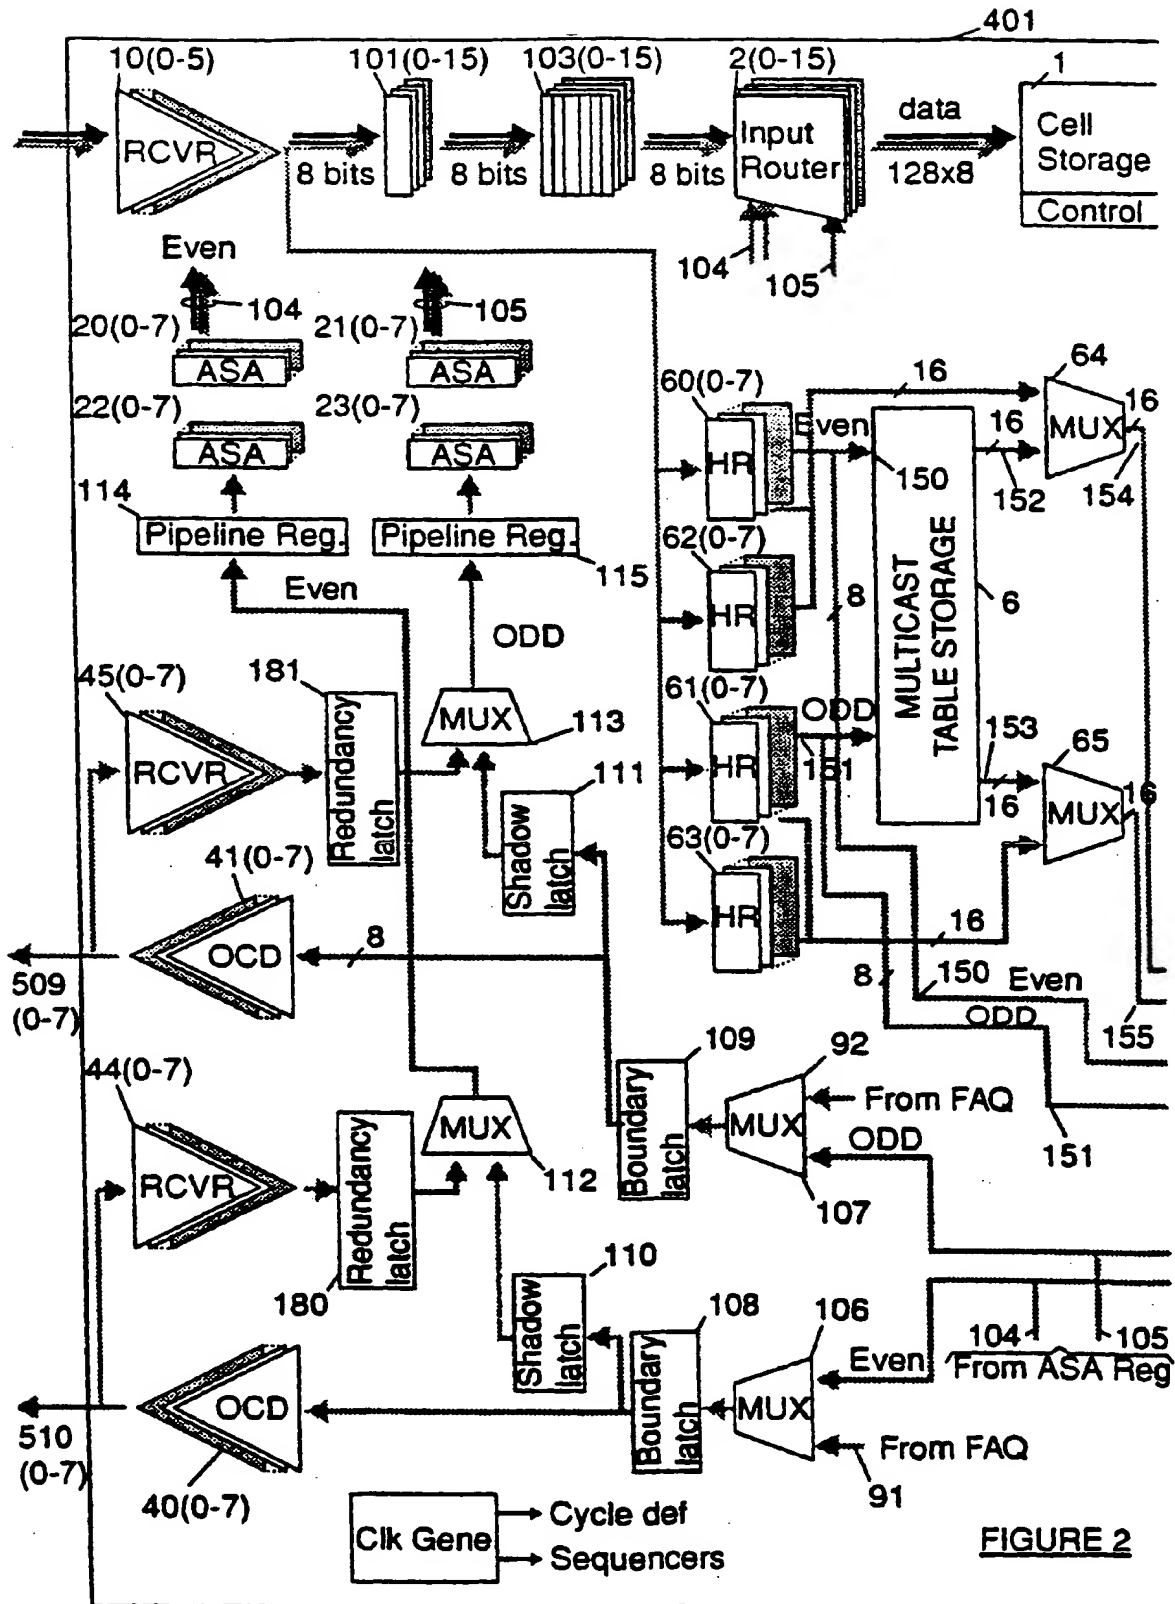 401
10(0-5)
101(0-15)
103(0-15)
2(0-15)
1
RCVR
8 bits
8 bits
8 bits
Input
Router
data
128x8
Cell
Storage
Control
104
105
Even
104
105
20(0-7)
ASA
21(0-7)
ASA
22(0-7)
ASA
23(0-7)
ASA
114
Pipeline Reg.
Pipeline Reg.
115
Even
ODD
60(0-7)
HR
Even
150
16
64
MUX
16
16
152
154
62(0-7)
HR
8
MULTICAST
TABLE STORAGE
6
61(0-7)
HR
ODD
151
153
16
65
MUX
16
63(0-7)
HR
16
8
150
Even
ODD
155
151
45(0-7)
RCVR
181
Redundancy
latch
MUX
113
111
Shadow
latch
41(0-7)
OCD
8
509
(0-7)
44(0-7)
RCVR
Redundancy
latch
180
MUX
112
109
Boundary
latch
92
MUX
From FAQ
ODD
107
110
Shadow
latch
108
Boundary
latch
106
MUX
Even
104
105
From ASA Reg
From FAQ
91
OCD
510
(0-7)
40(0-7)
Clk Gene
Cycle def
Sequencers
FIGURE 2